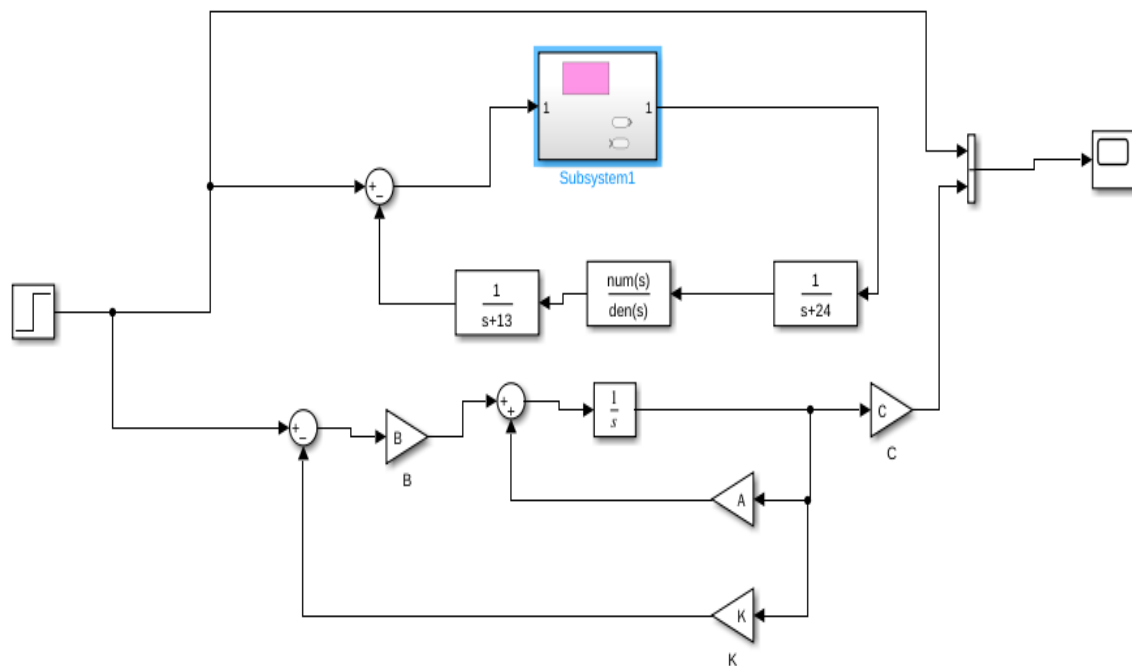 1
1
Subsystem1
+
−
1
s+13
num(s)
den(s)
1
s+24
+
−
B
B
+
+
1
s
C
C
A
K
K